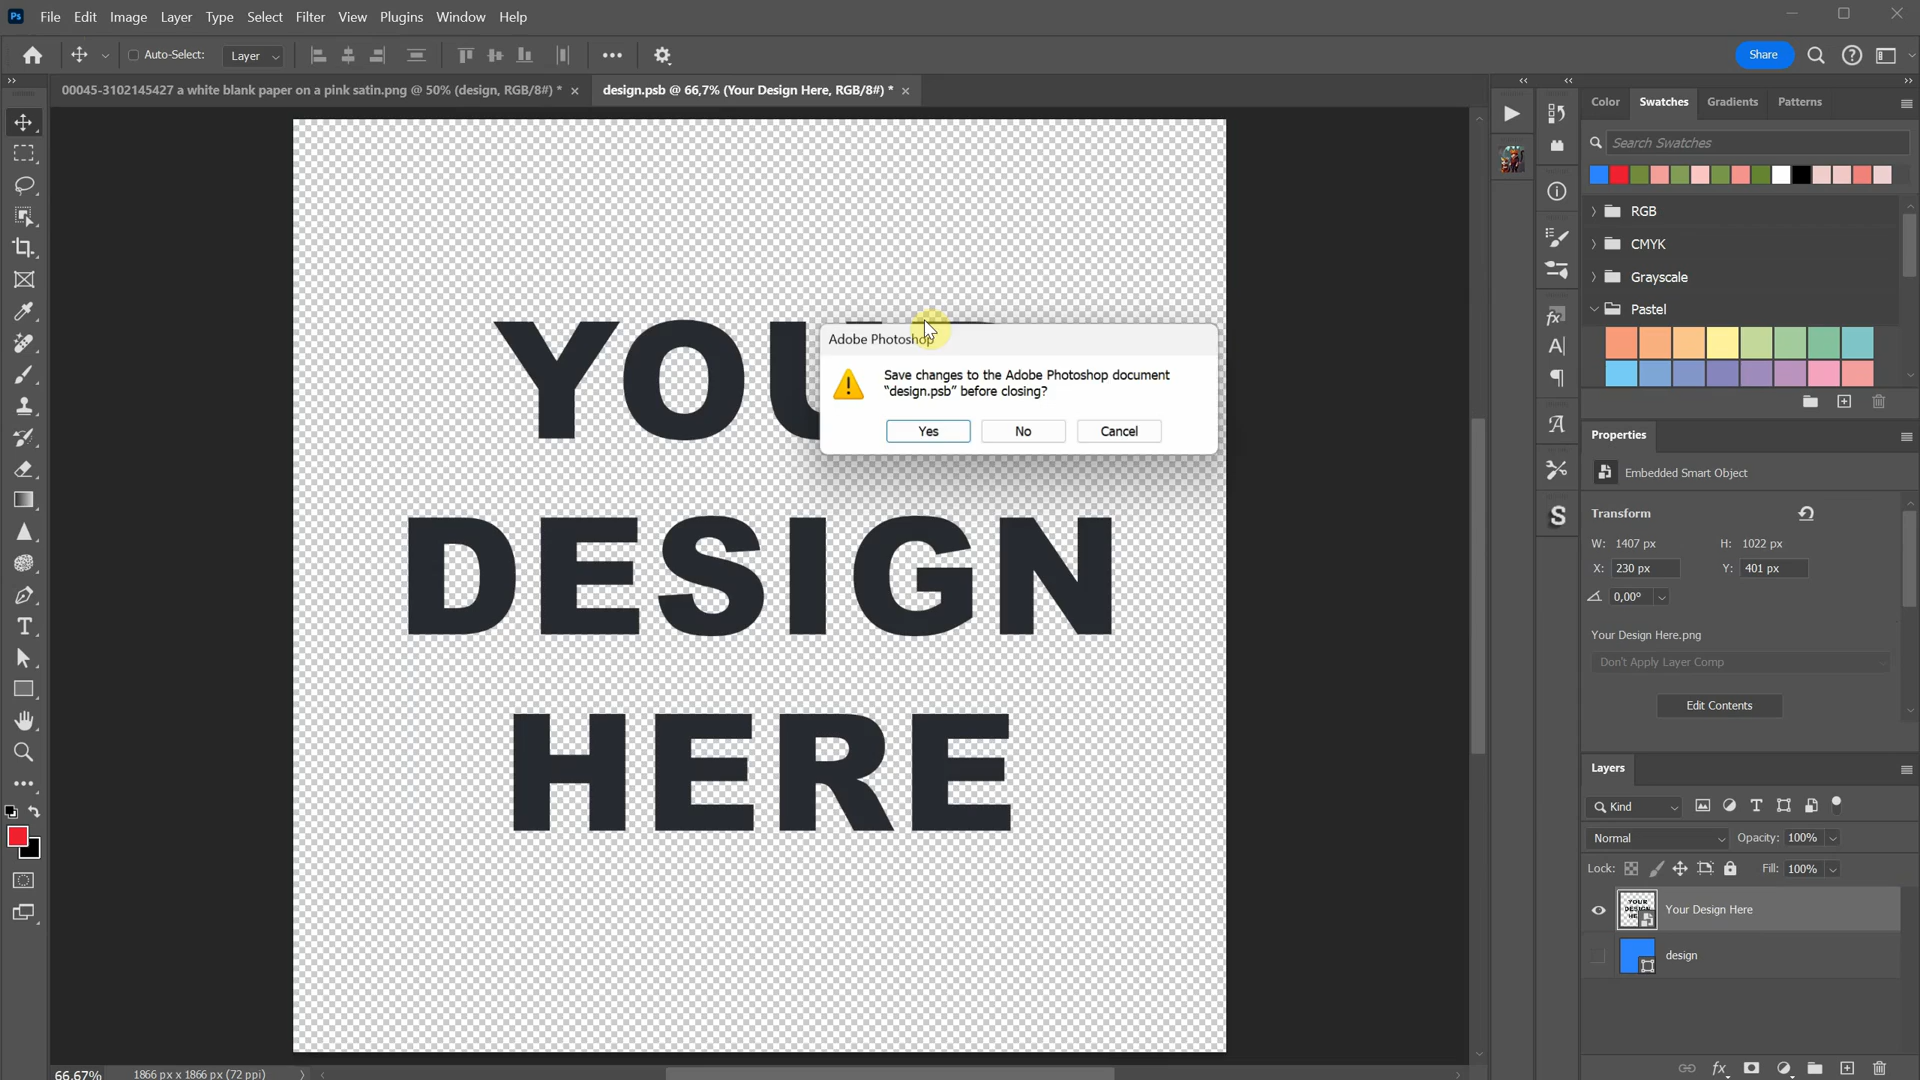 Ps File Edit Image Layer Type Select Filter View Plugins Window Help
Auto-Select: Layer Share
00045-3102145427 a white blank paper on a pink satin.png @ 50% (design, RGB/8#) * design.psb @ 66,7% (Your Design Here, RGB/8#) *
Color Swatches Gradients Patterns
Search Swatches
RGB
CMYK
Grayscale
Pastel
Adobe Photoshop
Save changes to the Adobe Photoshop document
“design.psb” before closing?
Yes No Cancel
YOU
DESIGN
HERE
Properties
Embedded Smart Object
Transform
W: 1407 px H: 1022 px
X: 230 px Y: 401 px
0,00°
Your Design Here.png
Don't Apply Layer Comp
Edit Contents
Layers
Kind
Normal Opacity: 100%
Lock: Fill: 100%
Your Design Here
design
66,67% 1866 px x 1866 px (72 ppi)